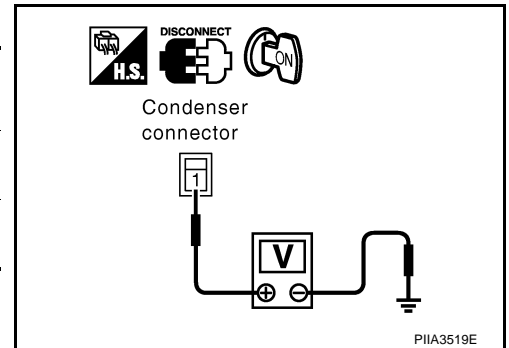 DISCONNECT
H.S.
ON
Condenser
connector
1
V
+ −
PIIA3519E